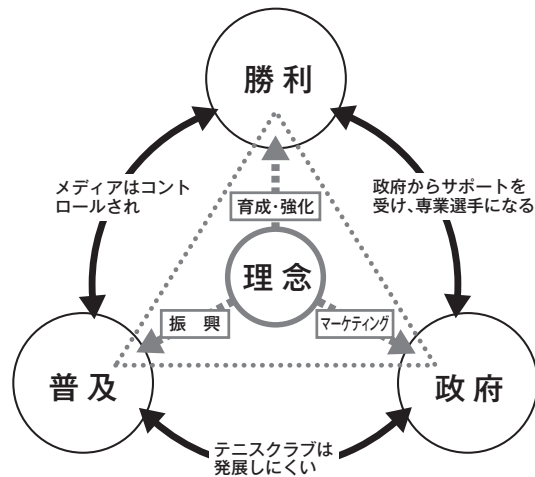 勝利
メディアはコント
ロールされ
政府からサポートを
受け、専業選手になる
育成・強化
理念
振 興
マーケティング
普及
政府
テニスクラブは
発展しにくい